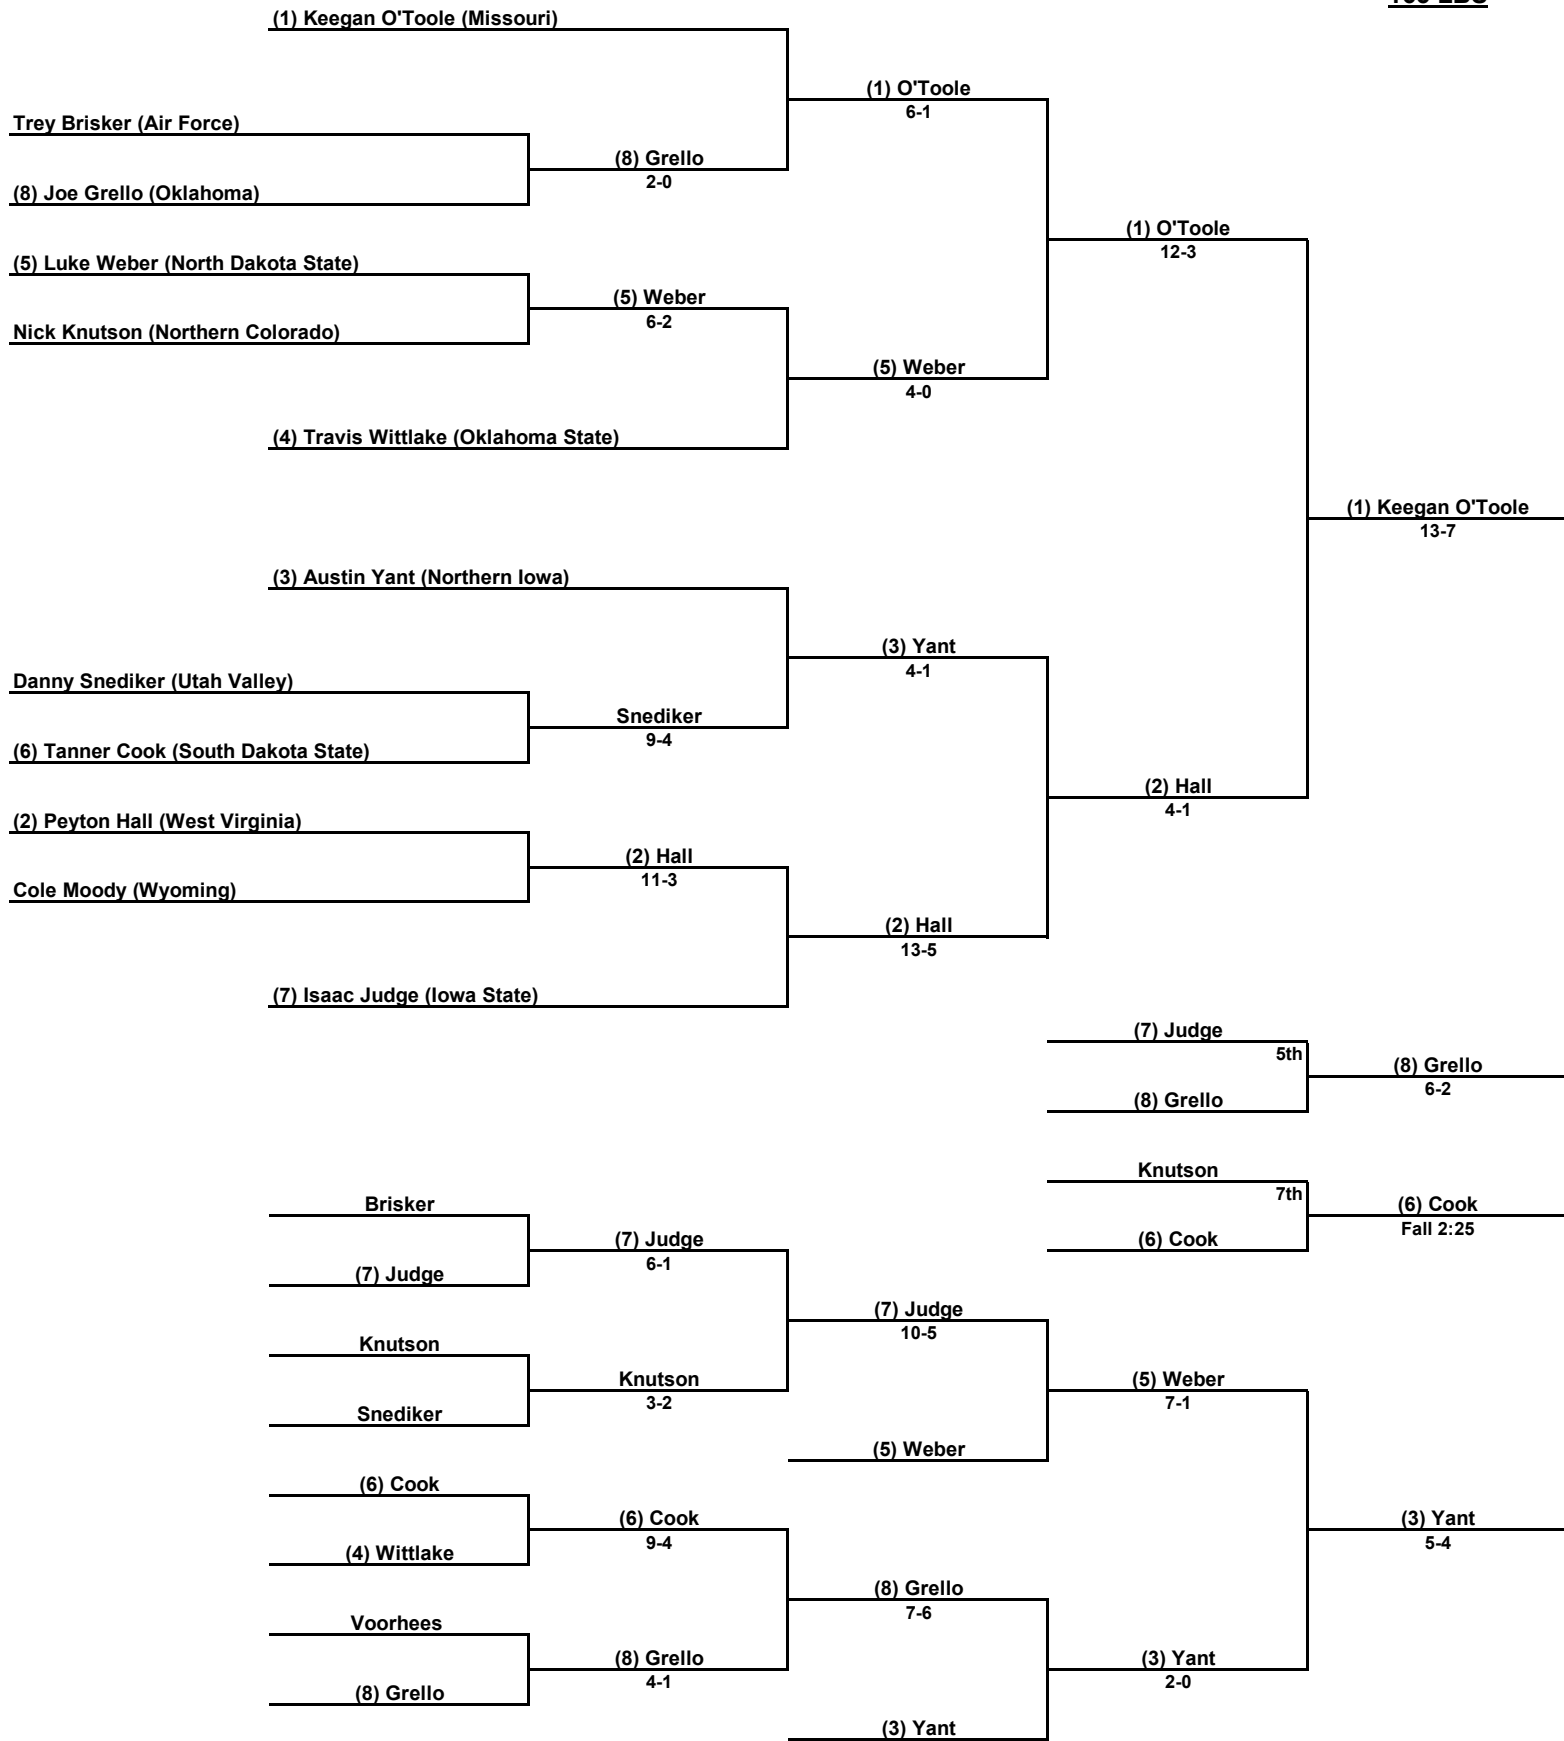 165 LBS
(1) Keegan O'Toole (Missouri)
(1) O'Toole
6-1
Trey Brisker (Air Force)
(8) Grello
2-0
(8) Joe Grello (Oklahoma)
(1) O'Toole
12-3
(5) Luke Weber (North Dakota State)
(5) Weber
6-2
Nick Knutson (Northern Colorado)
(5) Weber
4-0
(4) Travis Wittlake (Oklahoma State)
(1) Keegan O'Toole
13-7
(3) Austin Yant (Northern Iowa)
(3) Yant
4-1
Danny Snediker (Utah Valley)
Snediker
9-4
(6) Tanner Cook (South Dakota State)
(2) Hall
4-1
(2) Peyton Hall (West Virginia)
(2) Hall
11-3
Cole Moody (Wyoming)
(2) Hall
13-5
(7) Isaac Judge (Iowa State)
(7) Judge
5th
(8) Grello
6-2
(8) Grello
Knutson
7th
(6) Cook
Fall 2:25
(6) Cook
Brisker
(7) Judge
6-1
(7) Judge
(7) Judge
10-5
Knutson
Knutson
3-2
Snediker
(5) Weber
7-1
(5) Weber
(6) Cook
(6) Cook
9-4
(4) Wittlake
(3) Yant
5-4
(8) Grello
7-6
Voorhees
(8) Grello
4-1
(8) Grello
(3) Yant
2-0
(3) Yant